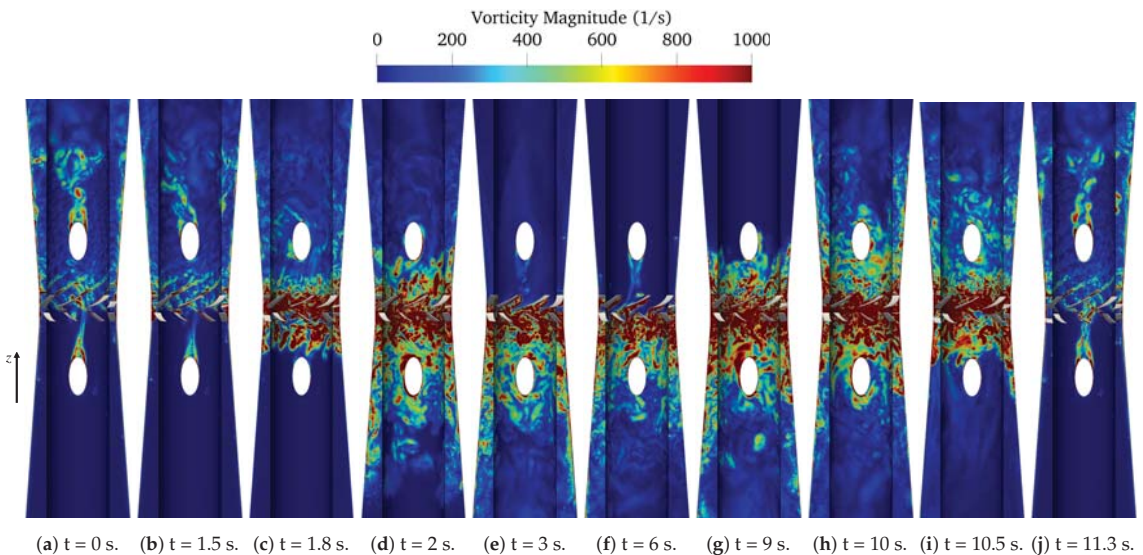 Vorticity Magnitude (1/s)
0 200 400 600 800 1000
z
(a) t = 0 s. (b) t = 1.5 s. (c) t = 1.8 s. (d) t = 2 s. (e) t = 3 s. (f) t = 6 s. (g) t = 9 s. (h) t = 10 s. (i) t = 10.5 s. (j) t = 11.3 s.